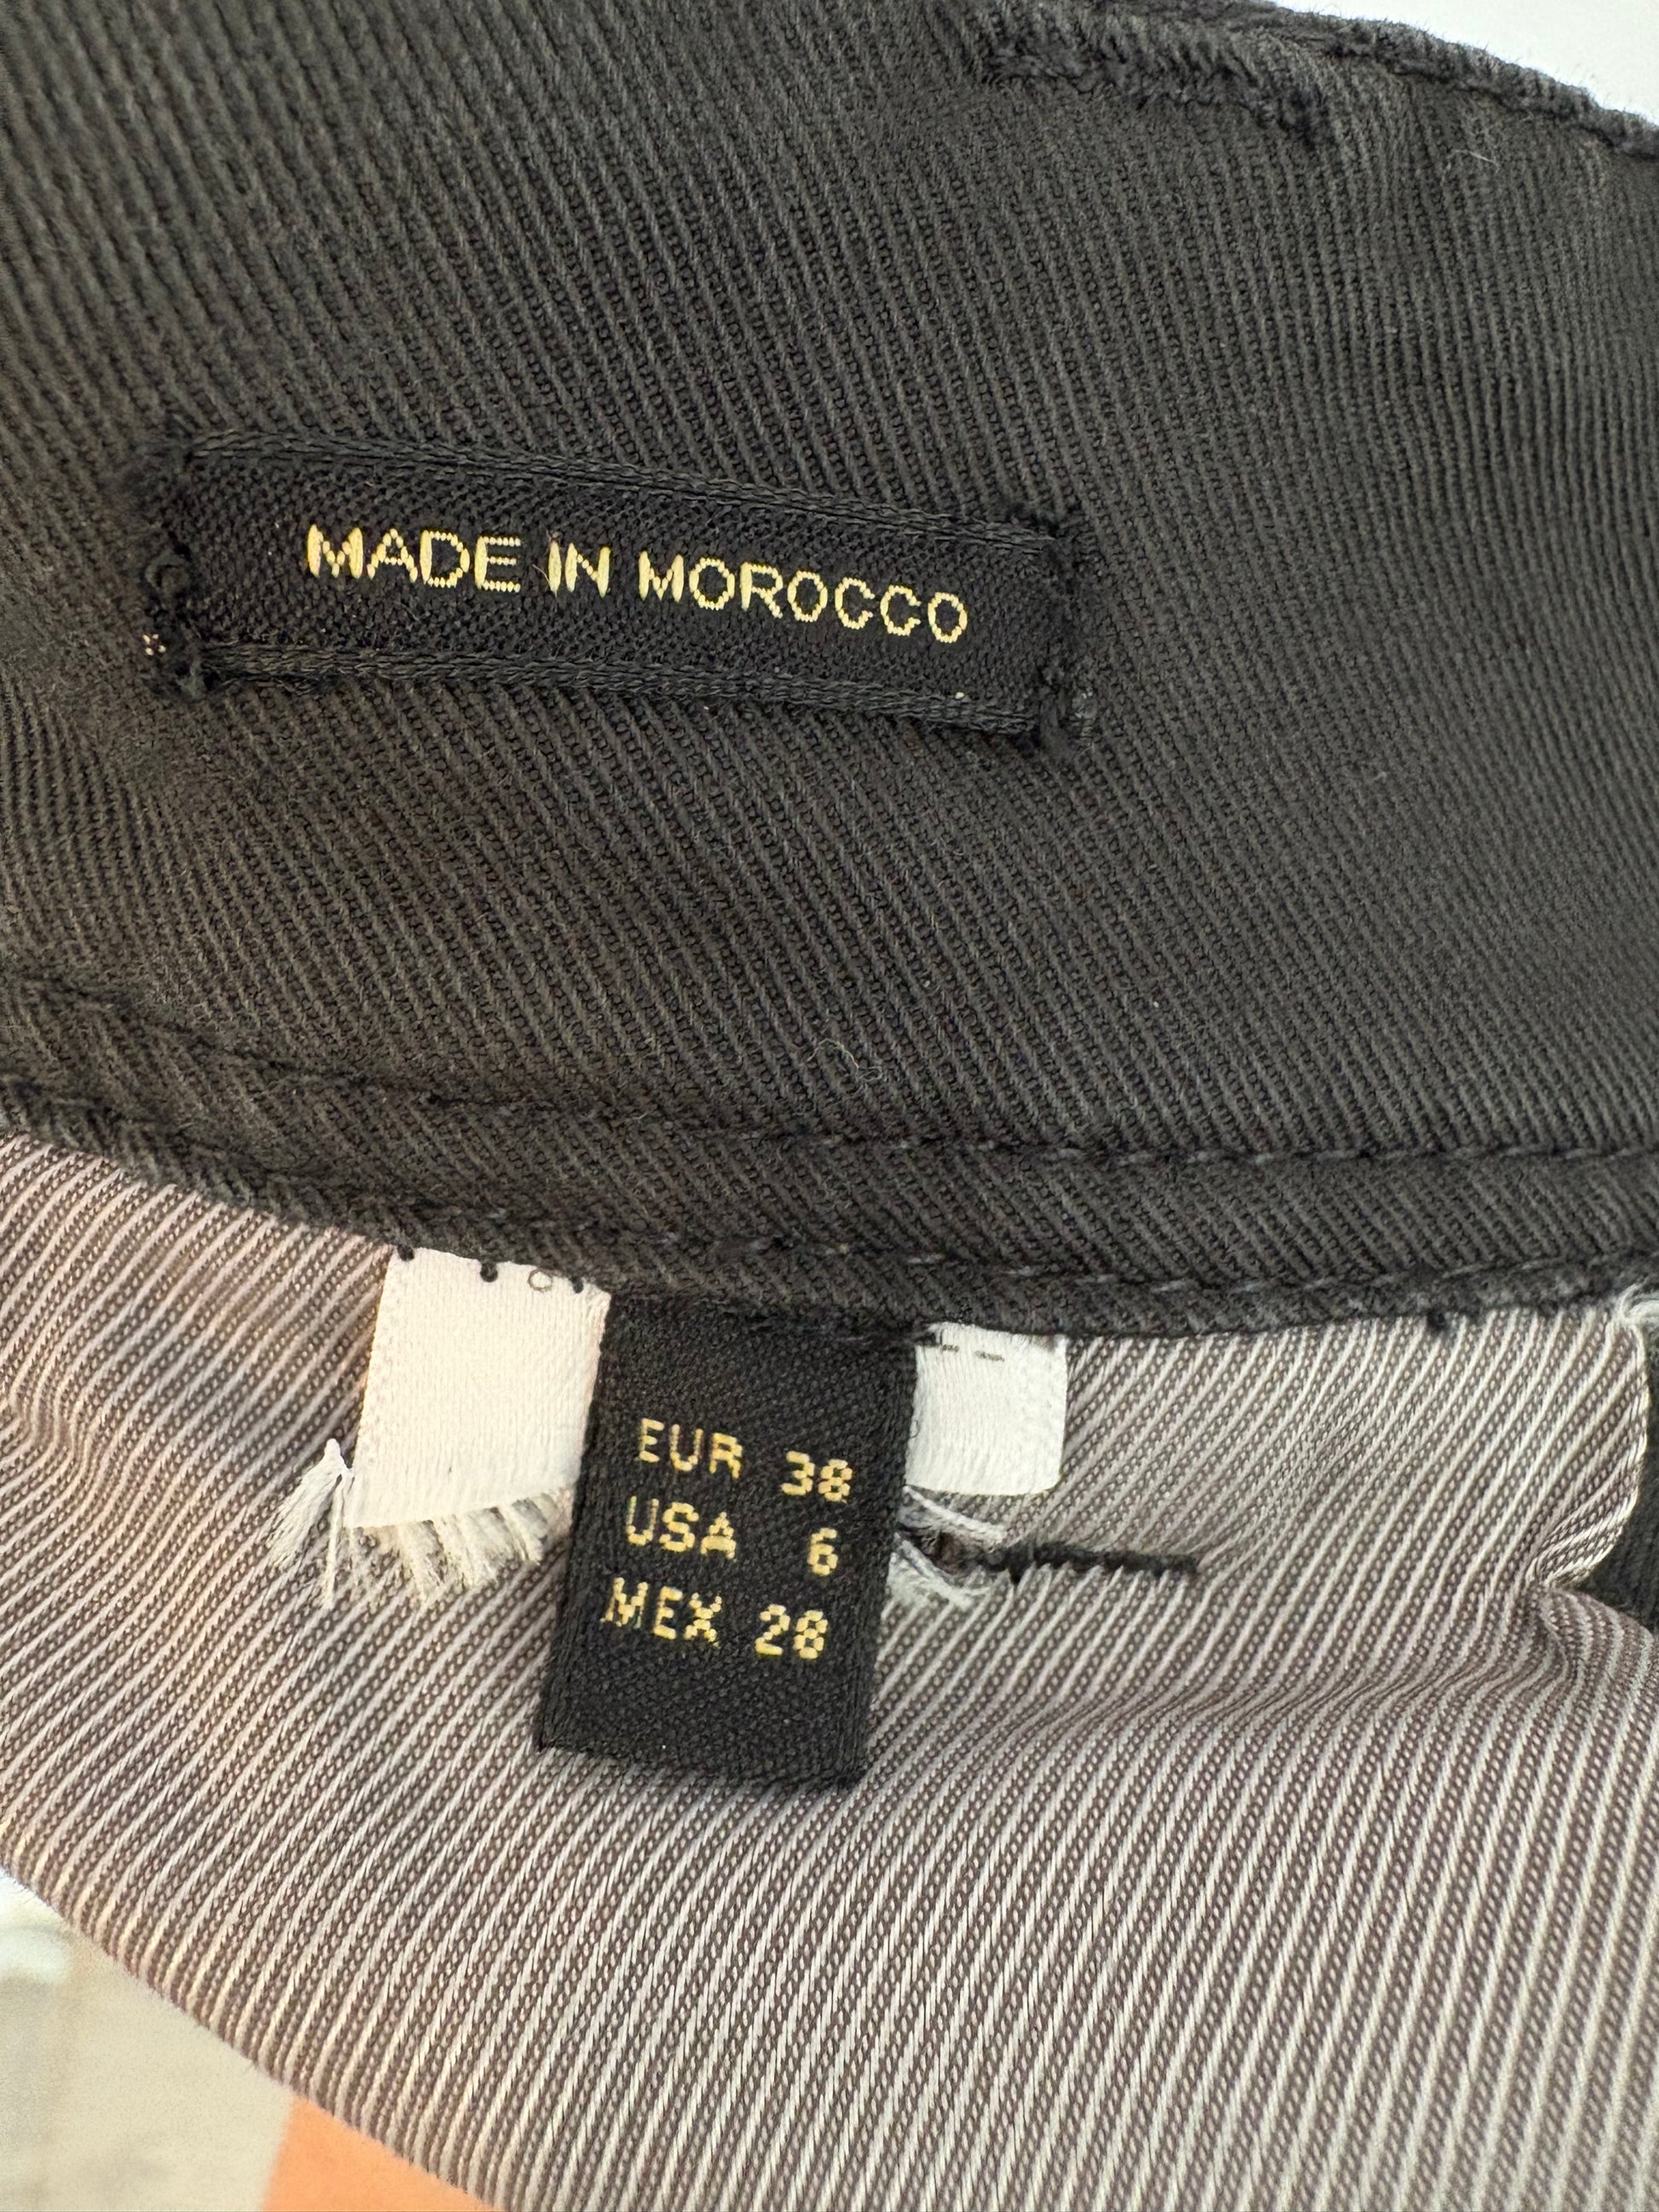 MADE IN MOROCCO
EUR 38
USA 6
MEX 28